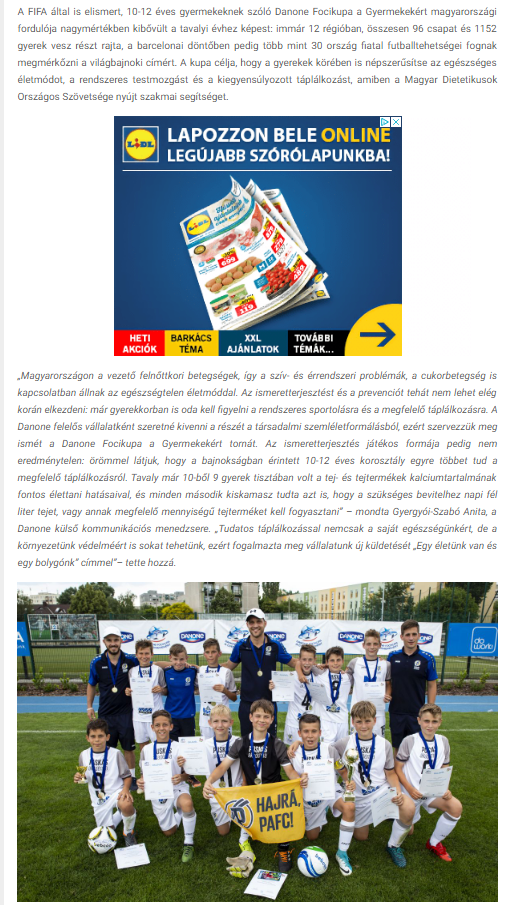 A FIFA által is elismert, 10-12 éves gyermekeknek szóló Danone Focikupa a Gyermekekért magyarországi
fordulója nagymértékben kibővült a tavalyi évhez képest: immár 12 régióban, összesen 96 csapat és 1152
gyerek vesz részt rajta, a barcelonai döntőben pedig több mint 30 ország fiatal futballtehetségei fognak
megmérkőzni a világbajnoki címért. A kupa célja, hogy a gyerekek körében is népszerűsítse az egészséges
életmódot, a rendszeres testmozgást és a kiegyensúlyozott táplálkozást, amiben a Magyar Dietetikusok
Országos Szövetsége nyújt szakmai segítséget.
LIDL
LAPOZZON BELE ONLINE
LEGÚJABB SZÓRÓLAPUNKBA!
699
119
HETI
AKCIÓK
BARKÁCS
TÉMA
XXL
AJÁNLATOK
TOVÁBBI
TÉMÁK...
„Magyarországon a vezető felnőttkori betegségek, így a szív- és érrendszeri problémák, a cukorbetegség is
kapcsolatban állnak az egészségtelen életmóddal. Az ismeretterjesztést és a prevenciót tehát nem lehet elég
korán elkezdeni: már gyerekkorban is oda kell figyelni a rendszeres sportolásra és a megfelelő táplálkozásra. A
Danone felelős vállalatként szeretné kivenni a részét a társadalmi szemléletformálásból, ezért szervezzük meg
ismét a Danone Focikupa a Gyermekekért tornát. Az ismeretterjesztés játékos formája pedig nem
eredménytelen: örömmel látjuk, hogy a bajnokságban érintett 10-12 éves korosztály egyre többet tud a
megfelelő táplálkozásról. Tavaly már 10-ből 9 gyerek tisztában volt a tej- és tejtermékek kalciumtartalmának
fontos élettani hatásaival, és minden második kiskamasz tudta azt is, hogy a szükséges bevitelhez napi fél
liter tejet, vagy annak megfelelő mennyiségű tejterméket kell fogyasztani” – mondta Gyergyói-Szabó Anita, a
Danone külső kommunikációs menedzsere. „Tudatos táplálkozással nemcsak a saját egészségünkért, de a
környezetünk védelméért is sokat tehetünk, ezért fogalmazta meg vállalatunk új küldetését „Egy életünk van és
egy bolygónk” címmel”– tette hozzá.
DANONE
DANONE
DANONE
do
world
PUSKÁS
HAJRÁ,
PAFC!